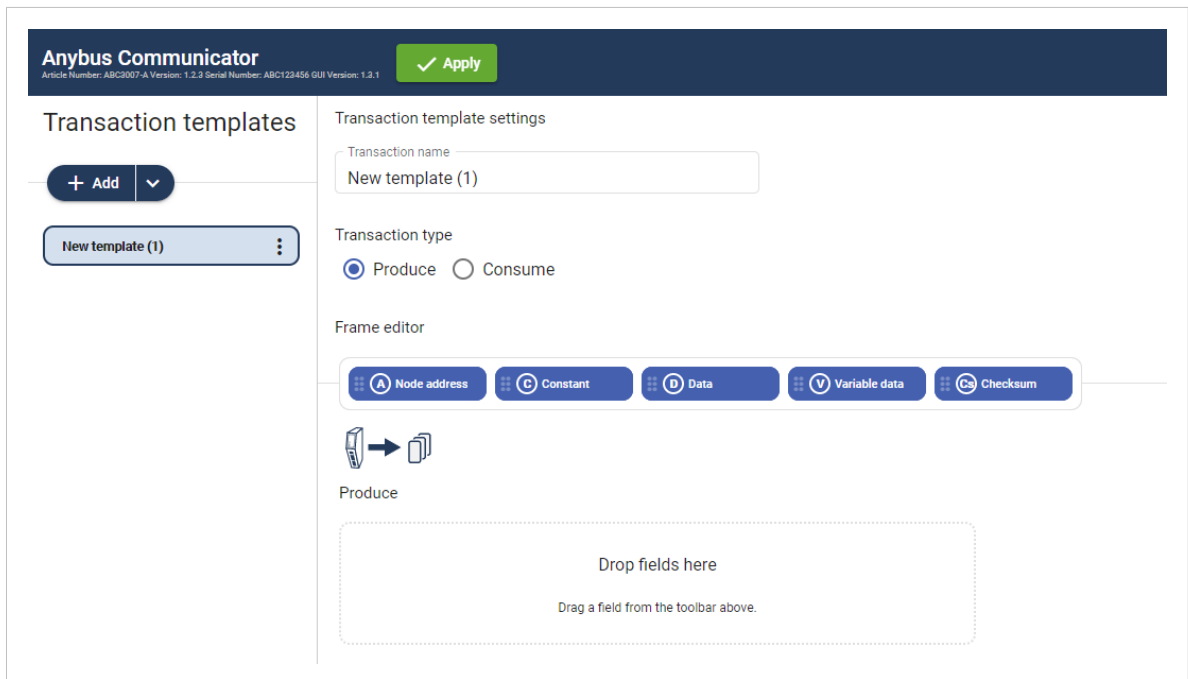 Anybus Communicator
Article Number: ABC3007-A Version: 1.2.3 Serial Number: ABC123456 GUI Version: 1.3.1
Apply
Transaction templates
Add
New template (1)
Transaction template settings
Transaction name
New template (1)
Transaction type
Produce Consume
Frame editor
A Node address C Constant D Data V Variable data Cs Checksum
Produce
Drop fields here
Drag a field from the toolbar above.